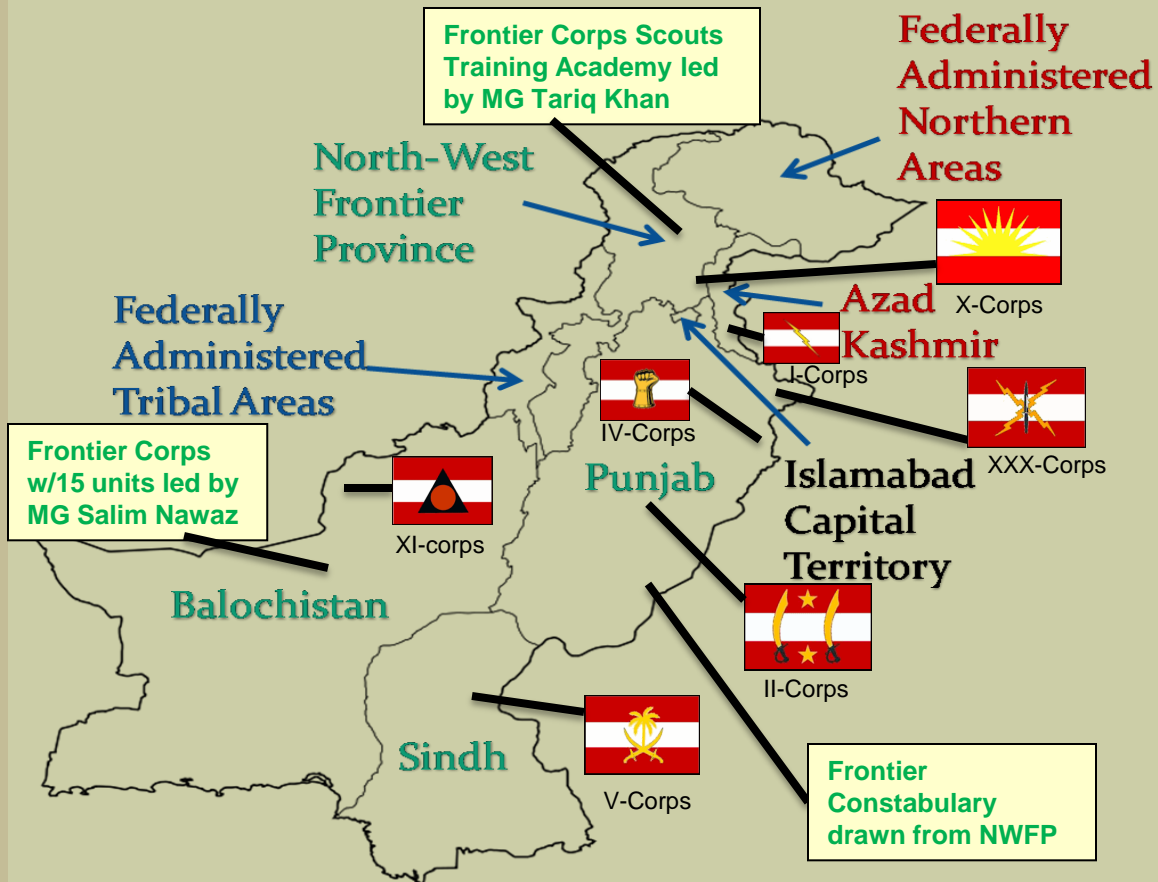 Frontier Corps Scouts
Training Academy led
by MG Tariq Khan
Federally
Administered
Northern
Areas
North-West
Frontier
Province
X-Corps
Azad
Kashmir
I-Corps
Federally
Administered
Tribal Areas
IV-Corps
XXX-Corps
Frontier Corps
w/15 units led by
MG Salim Nawaz
XI-corps
Punjab
Islamabad
Capital
Territory
Balochistan
II-Corps
Sindh
V-Corps
Frontier
Constabulary
drawn from NWFP